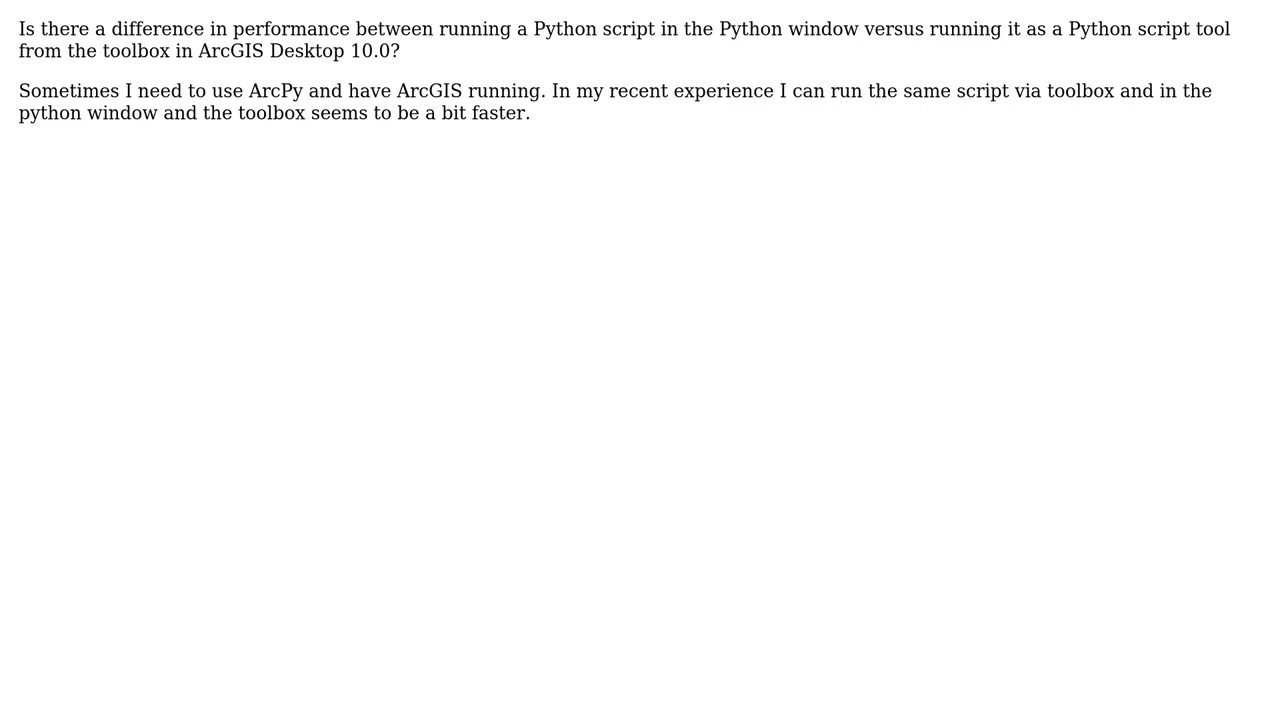 Is there a difference in performance between running a Python script in the Python window versus running it as a Python script tool
from the toolbox in ArcGIS Desktop 10.0?
Sometimes I need to use ArcPy and have ArcGIS running. In my recent experience I can run the same script via toolbox and in the
python window and the toolbox seems to be a bit faster.